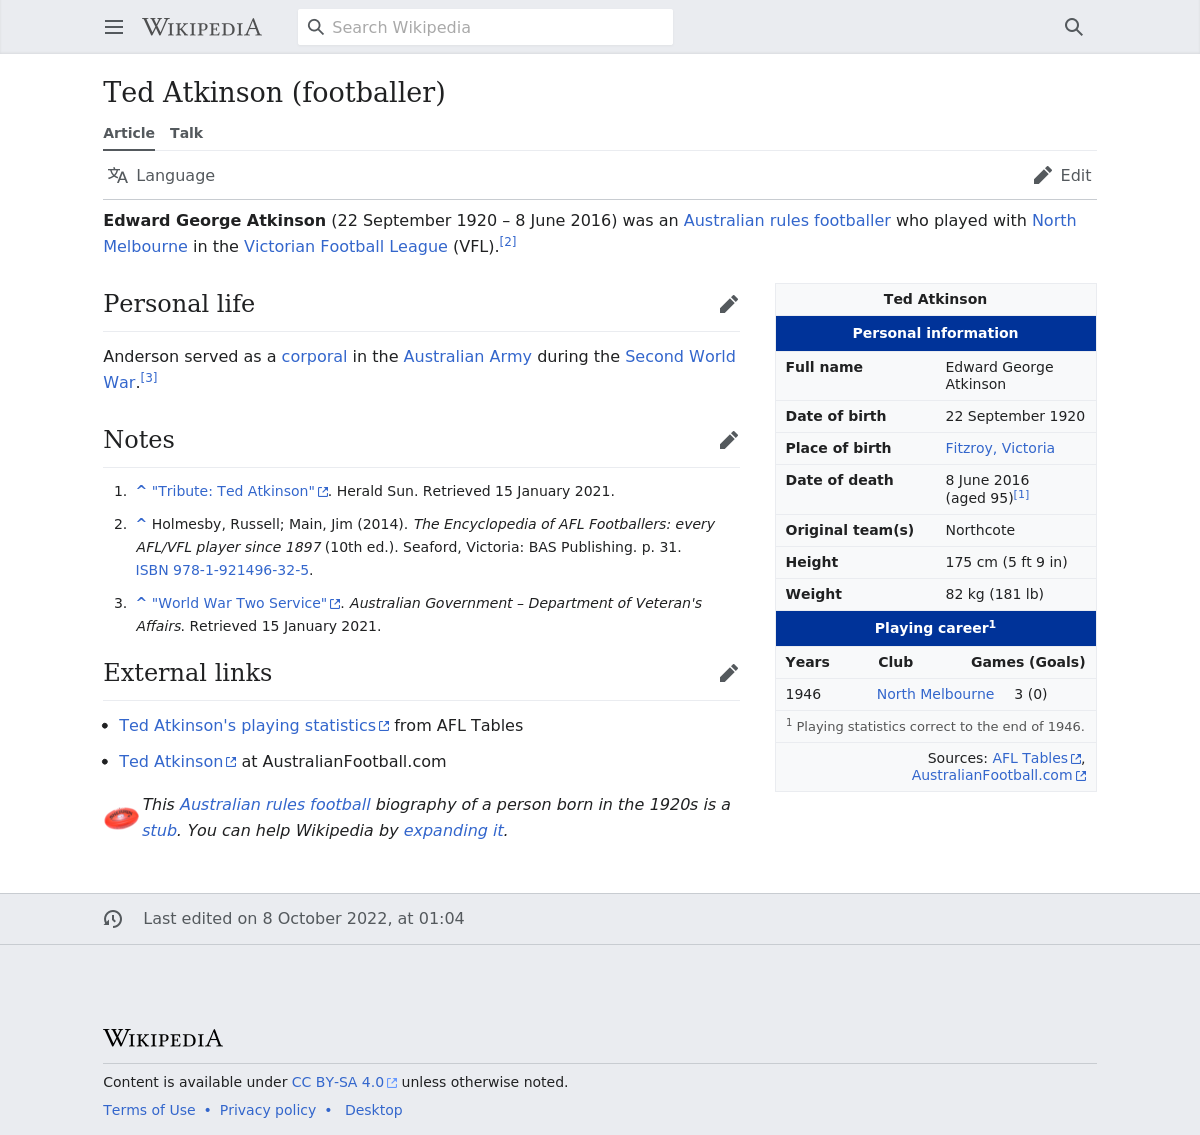 WIKIPEDIA
Search Wikipedia
Ted Atkinson (footballer)
Article Talk
Language
Edit
Edward George Atkinson (22 September 1920 – 8 June 2016) was an Australian rules footballer who played with North
Melbourne in the Victorian Football League (VFL).[2]
Personal life
Anderson served as a corporal in the Australian Army during the Second World
War.[3]
Notes
1. ^ "Tribute: Ted Atkinson". Herald Sun. Retrieved 15 January 2021.
2. ^ Holmesby, Russell; Main, Jim (2014). The Encyclopedia of AFL Footballers: every
AFL/VFL player since 1897 (10th ed.). Seaford, Victoria: BAS Publishing. p. 31.
ISBN 978-1-921496-32-5.
3. ^ "World War Two Service". Australian Government – Department of Veteran's
Affairs. Retrieved 15 January 2021.
External links
• Ted Atkinson's playing statistics from AFL Tables
• Ted Atkinson at AustralianFootball.com
This Australian rules football biography of a person born in the 1920s is a
stub. You can help Wikipedia by expanding it.
Ted Atkinson
Personal information
Full name Edward George
Atkinson
Date of birth 22 September 1920
Place of birth Fitzroy, Victoria
Date of death 8 June 2016
(aged 95)[1]
Original team(s) Northcote
Height 175 cm (5 ft 9 in)
Weight 82 kg (181 lb)
Playing career1
Years Club Games (Goals)
1946 North Melbourne 3 (0)
1 Playing statistics correct to the end of 1946.
Sources: AFL Tables,
AustralianFootball.com
Last edited on 8 October 2022, at 01:04
WIKIPEDIA
Content is available under CC BY-SA 4.0 unless otherwise noted.
Terms of Use • Privacy policy • Desktop